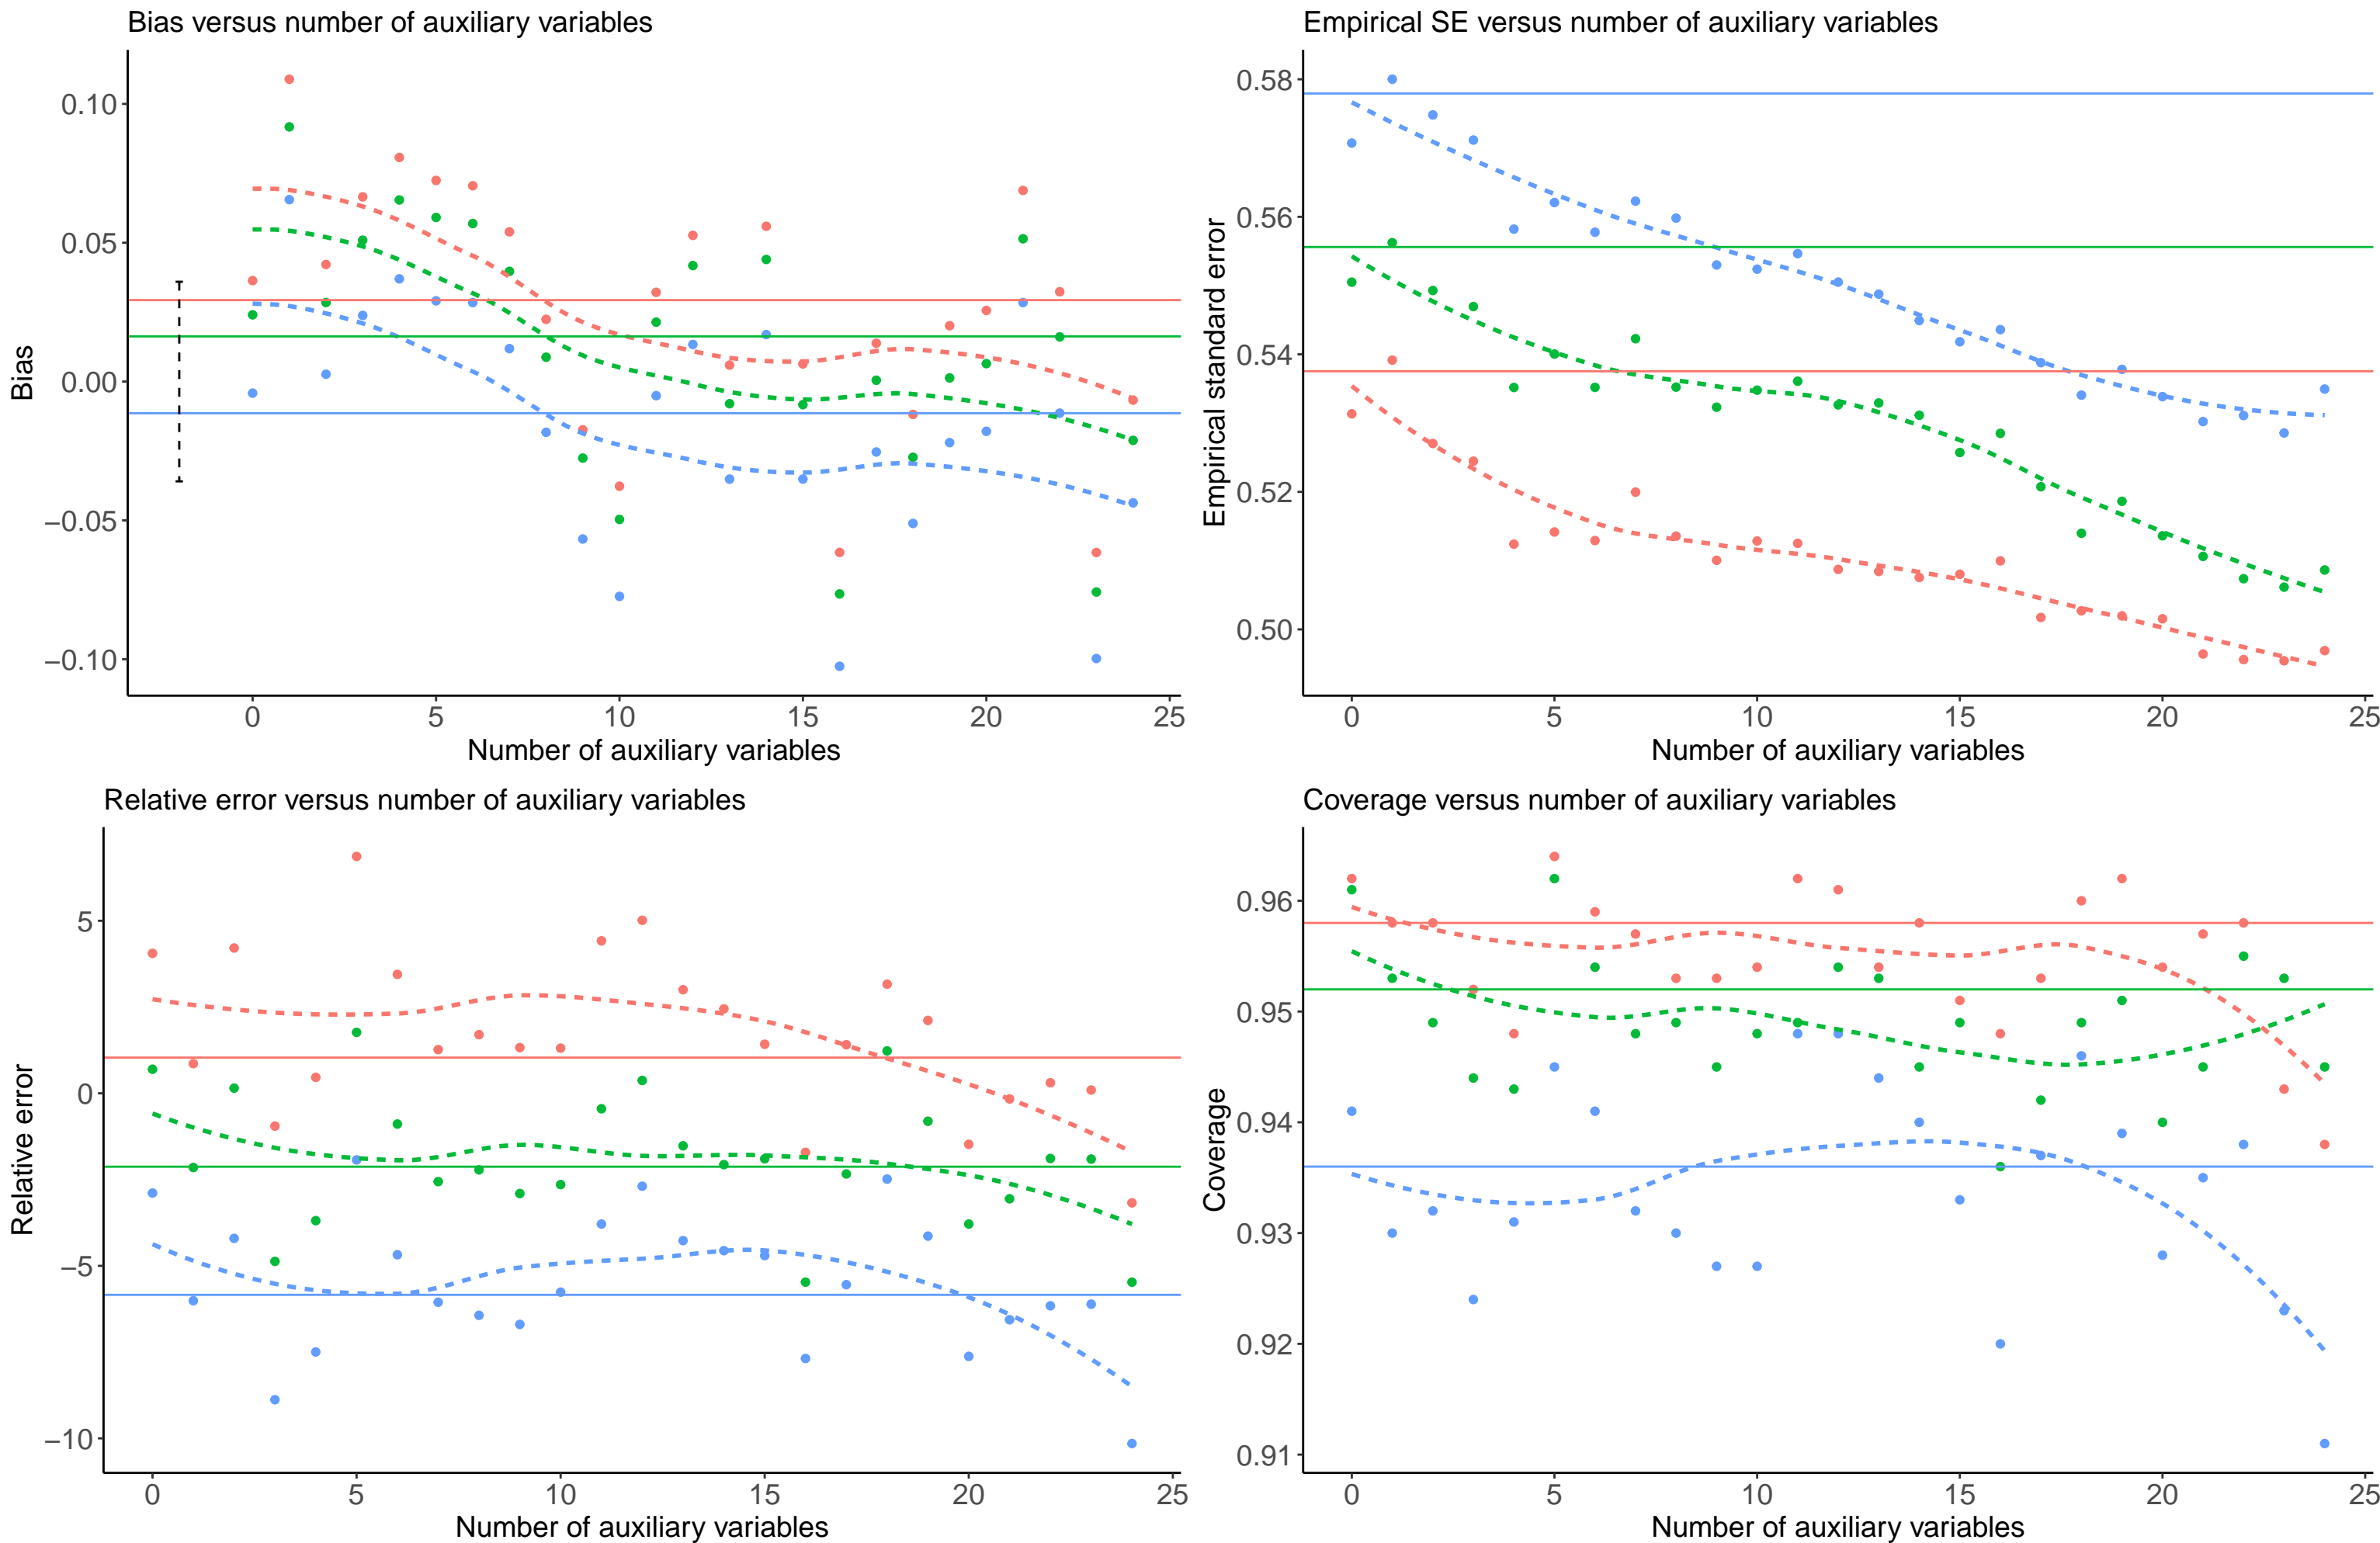 Bias versus number of auxiliary variables
0.10
0.05
0.00
−0.05
−0.10
Bias
0 5 10 15 20 25
Number of auxiliary variables
Empirical SE versus number of auxiliary variables
0.58
0.56
0.54
0.52
0.50
Empirical standard error
0 5 10 15 20 25
Number of auxiliary variables
Relative error versus number of auxiliary variables
5
0
−5
−10
Relative error
0 5 10 15 20 25
Number of auxiliary variables
Coverage versus number of auxiliary variables
0.96
0.95
0.94
0.93
0.92
0.91
Coverage
0 5 10 15 20 25
Number of auxiliary variables